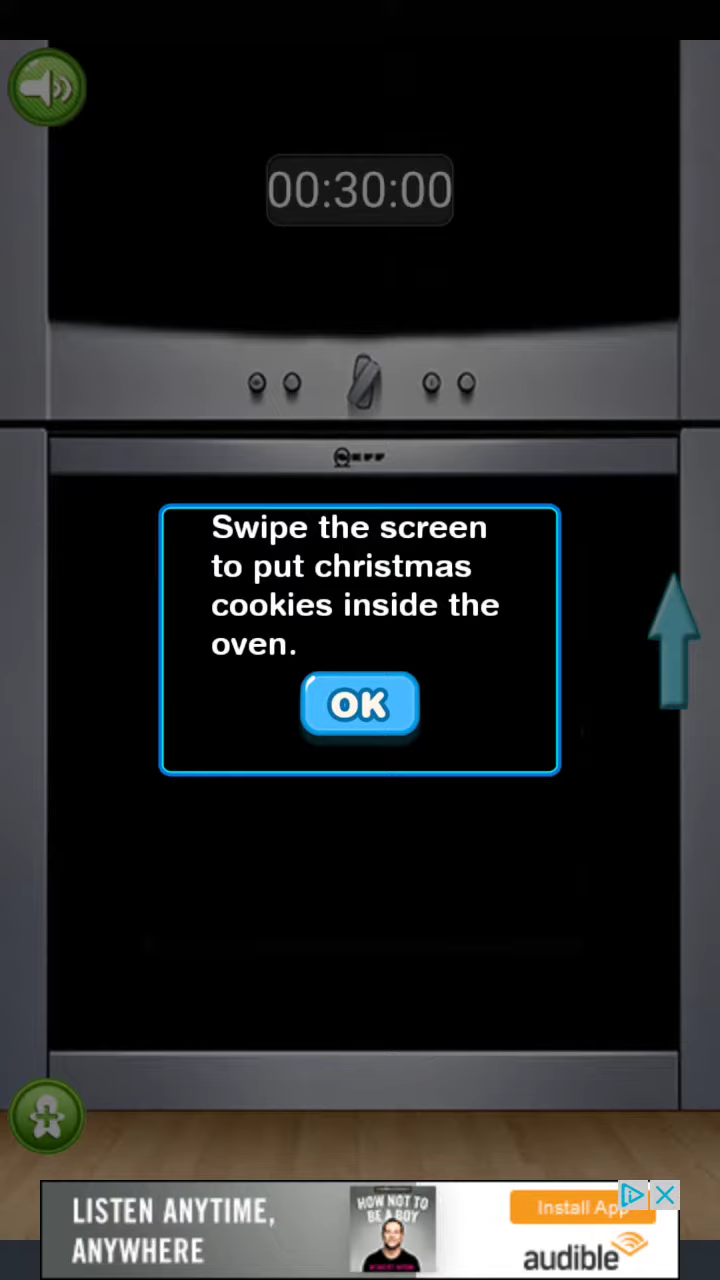 00:30:00
NEFF
Swipe the screen
to put christmas
cookies inside the
oven.
OK
LISTEN ANYTIME,
ANYWHERE
HOW NOT TO
BE A BOY
Install App
audible